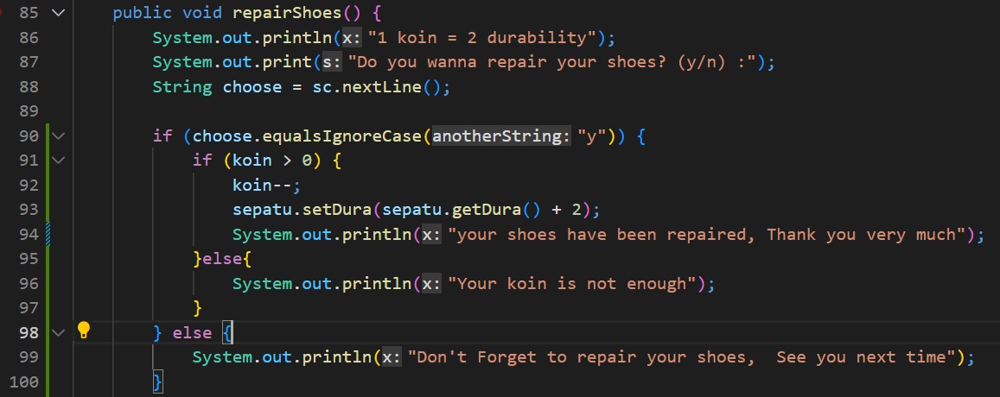 85 public void repairShoes() {
86 System.out.println(x: "1 koin = 2 durability");
87 System.out.print(s: "Do you wanna repair your shoes? (y/n) :");
88 String choose = sc.nextLine();
89
90 if (choose.equalsIgnoreCase(anotherString: "y")) {
91 if (koin > 0) {
92 koin--;
93 sepatu.setDura(sepatu.getDura() + 2);
94 System.out.println(x: "your shoes have been repaired, Thank you very much");
95 }else{
96 System.out.println(x: "Your koin is not enough");
97 }
98 } else {
99 System.out.println(x: "Don't Forget to repair your shoes,  See you next time");
100 }